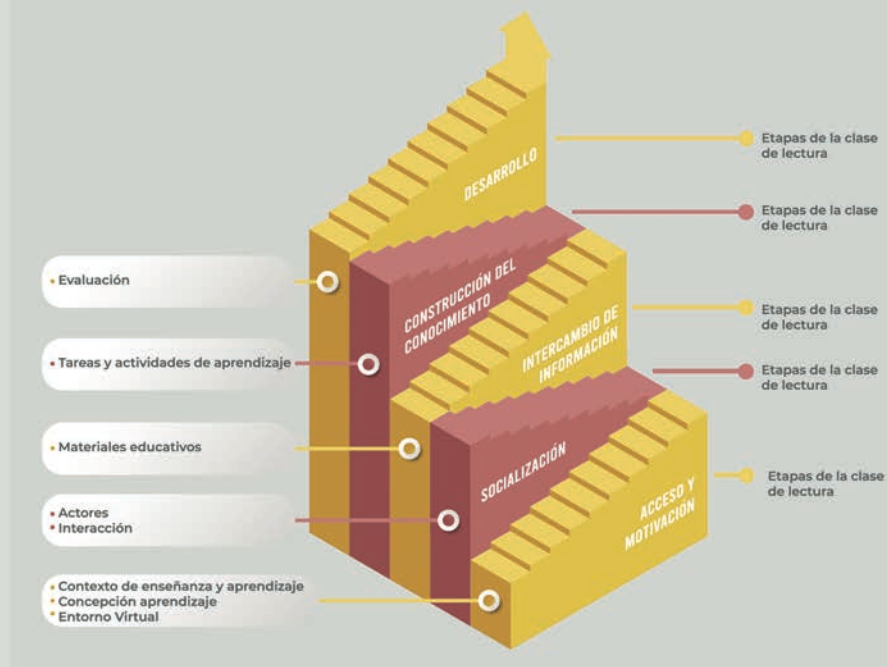 DESARROLLO
Etapas de la clase
de lectura
CONSTRUCCIÓN DEL
CONOCIMIENTO
Etapas de la clase
de lectura
INTERCAMBIO DE
INFORMACIÓN
Etapas de la clase
de lectura
SOCIALIZACIÓN
Etapas de la clase
de lectura
ACCESO Y
MOTIVACIÓN
Etapas de la clase
de lectura
• Evaluación
• Tareas y actividades de aprendizaje
• Materiales educativos
• Actores
• Interacción
• Contexto de enseñanza y aprendizaje
• Concepción aprendizaje
• Entorno Virtual